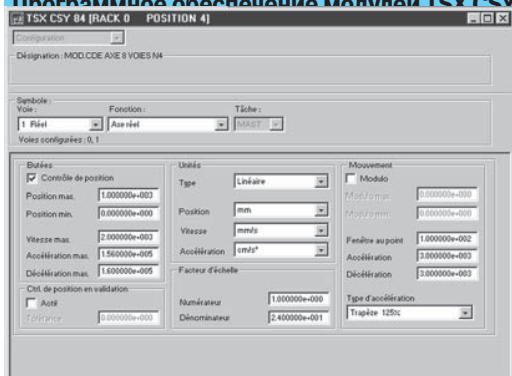 Программное обеспечение модулей TSX CSY
TSX CSY 84 [RACK 0 POSITION 4]
Configuration
Désignation : MOD.CDE AXE 8 VOIES N4
Symbole :
Voie : Fonction : Tâche :
1 Réel Axe réel MAST
Voies configurées : 0, 1
Butées Unités Mouvement
Contrôle de position Type Linéaire Modulo
Position max. 1.000000e+003 Modulo max. 0.000000e+000
Position min. 0.000000e+000 Position mm Modulo min. 0.000000e+000
Vitesse max. 2.000000e+003 Vitesse mm/s Fenêtre au point 1.000000e+002
Accélération max. 1.560000e+005 Accélération cm/s² Accélération 3.000000e+003
Décélération max. 1.600000e+005 Facteur d'échelle Décélération 3.000000e+003
Ctrl. de position en validation
Actif Numérateur 1.000000e+000 Type d'accélération
Tolérance 0.000000e+000 Dénominateur 2.400000e+001 Trapèze 125%